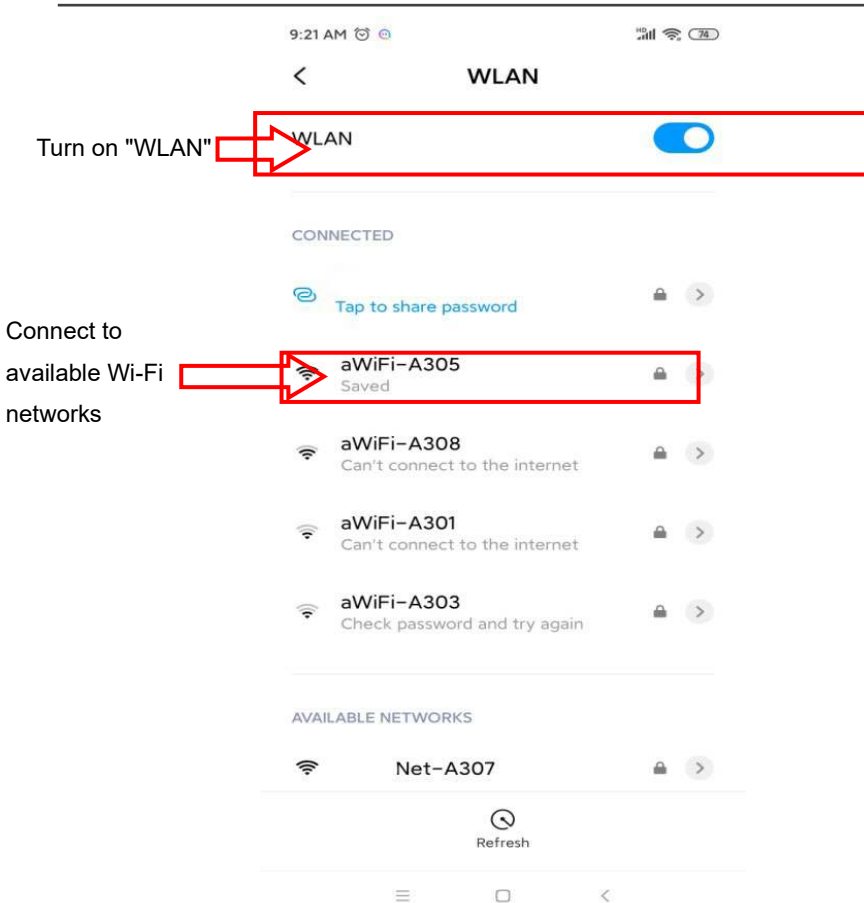 9:21 AM
HD 74
WLAN
Turn on "WLAN"
WLAN
CONNECTED
Tap to share password
Connect to
available Wi-Fi
networks
aWiFi-A305
Saved
aWiFi-A308
Can't connect to the internet
aWiFi-A301
Can't connect to the internet
aWiFi-A303
Check password and try again
AVAILABLE NETWORKS
Net-A307
Refresh